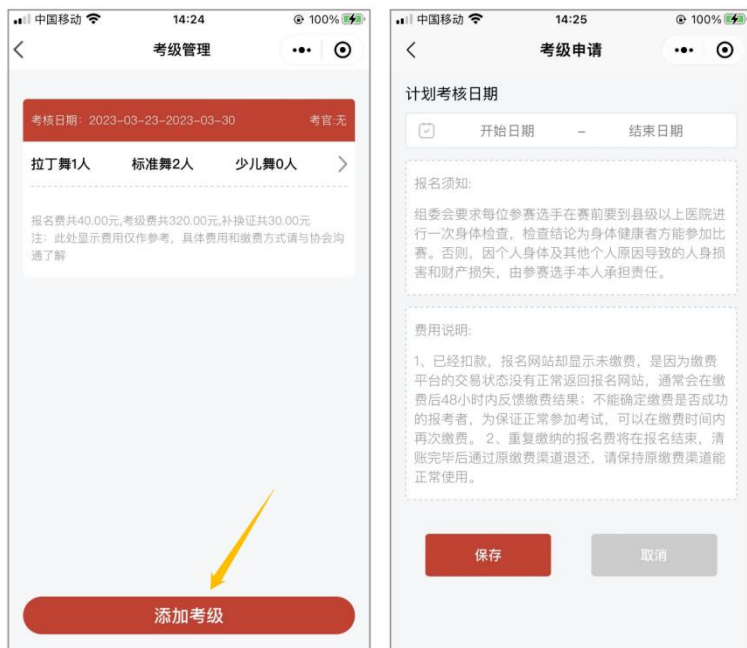 中国移动 14:24 100%
考级管理
考核日期：2023-03-23-2023-03-30 考官:无
拉丁舞1人 标准舞2人 少儿舞0人
报名费共40.00元,考级费共320.00元,补换证共30.00元
注：此处显示费用仅作参考，具体费用和缴费方式请与协会沟
通了解
添加考级
中国移动 14:25 100%
考级申请
计划考核日期
开始日期 – 结束日期
报名须知:
组委会要求每位参赛选手在赛前要到县级以上医院进
行一次身体检查，检查结论为身体健康者方能参加比
赛。否则，因个人身体及其他个人原因导致的人身损
害和财产损失，由参赛选手本人承担责任。
费用说明:
1、已经扣款，报名网站却显示未缴费，是因为缴费
平台的交易状态没有正常返回报名网站，通常会在缴
费后48小时内反馈缴费结果；不能确定缴费是否成功
的报考者，为保证正常参加考试，可以在缴费时间内
再次缴费。 2、重复缴纳的报名费将在报名结束，清
账完毕后通过原缴费渠道退还，请保持原缴费渠道能
正常使用。
保存 取消